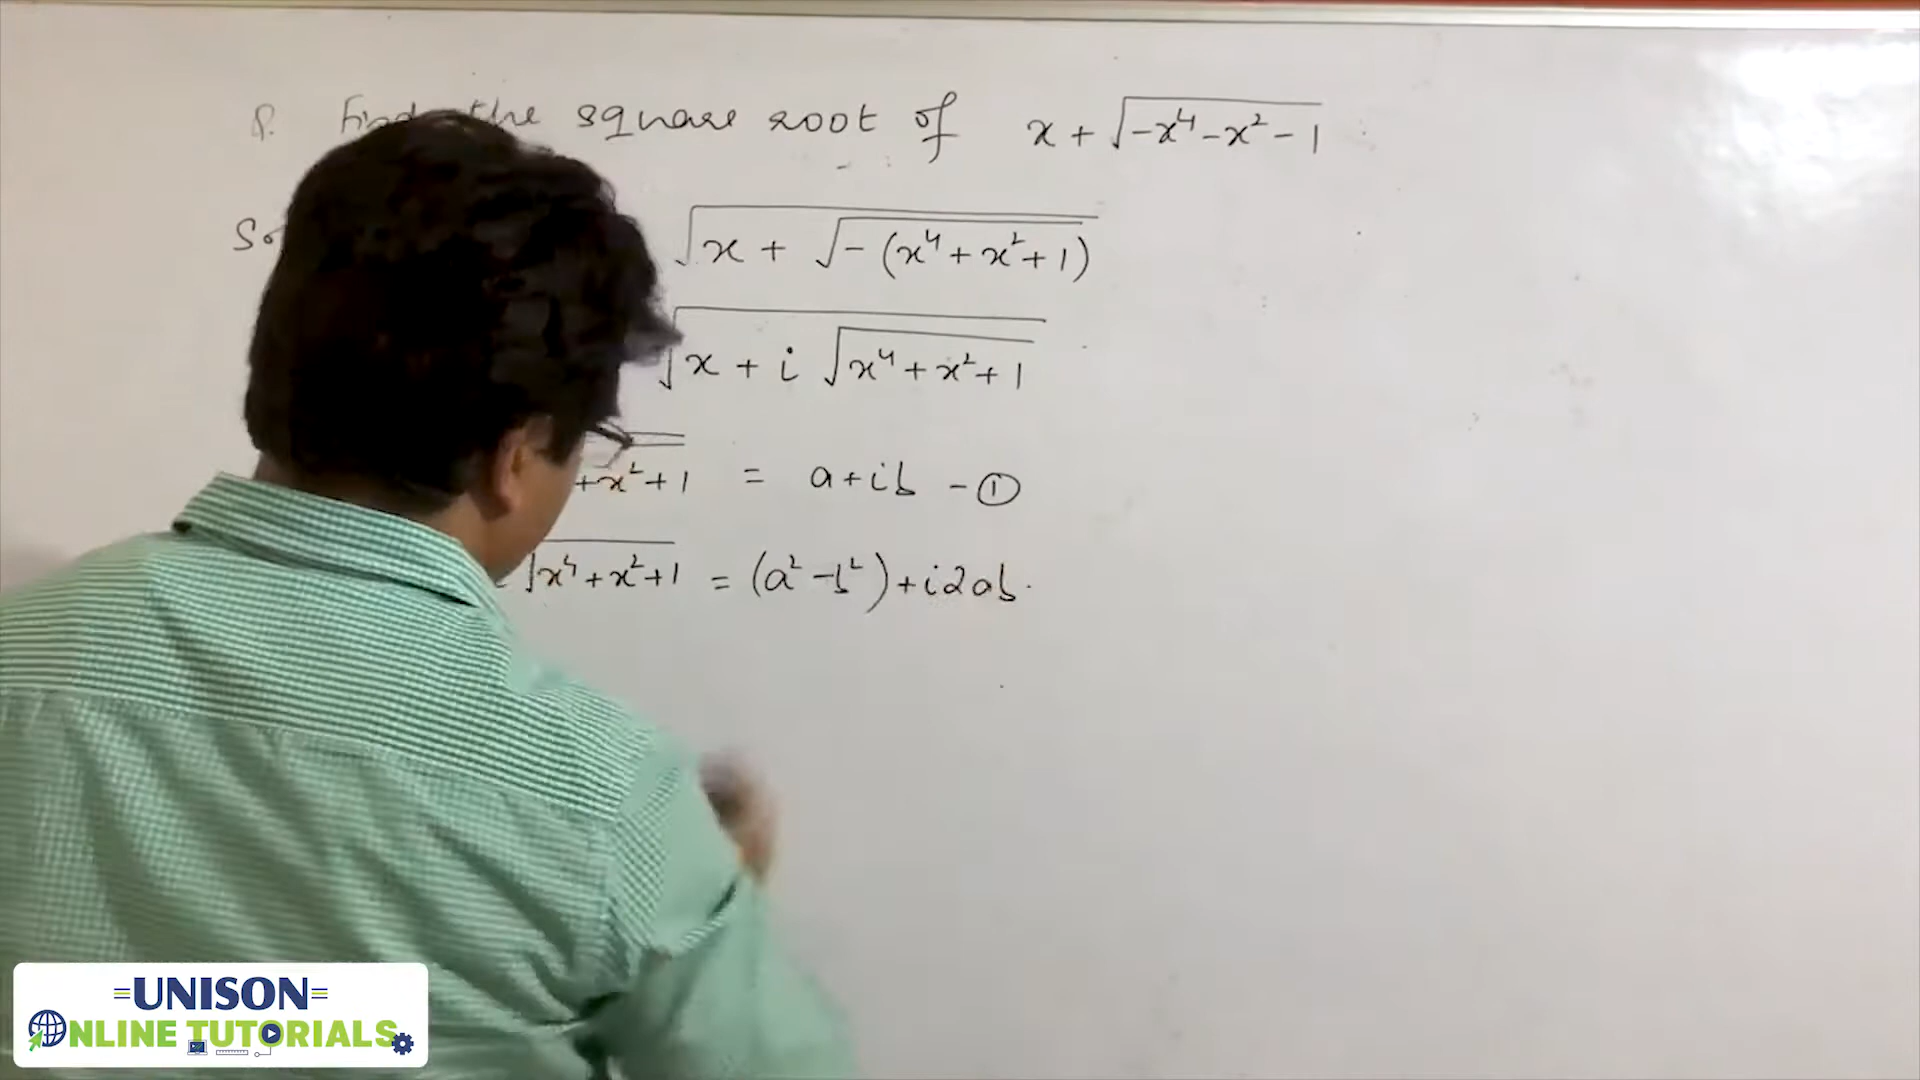 Q. Find the square root of x + √-x⁴-x²-1
So √x + √-(x⁴+x²+1)
√x + i √x⁴+x²+1
+x²+1 = a+ib - ①
√x⁴+x²+1 = (a²-b²)+i2ab.
UNISON
ONLINE TUTORIALS